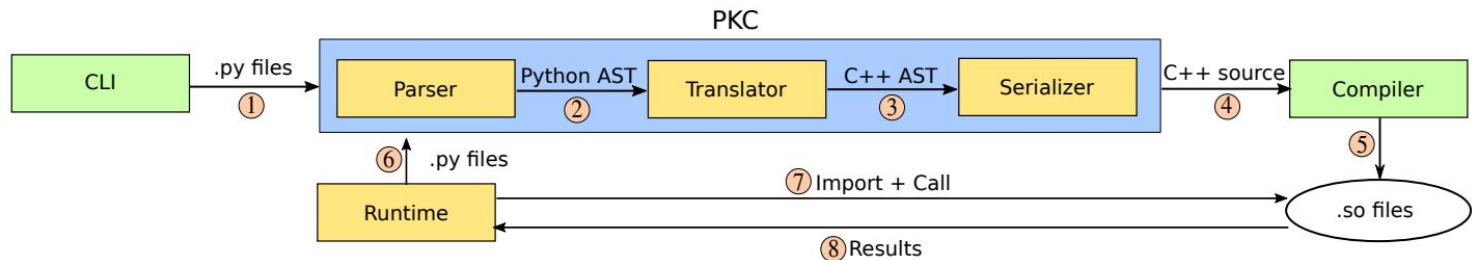 PKC
CLI
.py files
1
Parser
Python AST
2
Translator
C++ AST
3
Serializer
C++ source
4
Compiler
5
6
.py files
7 Import + Call
Runtime
.so files
8 Results